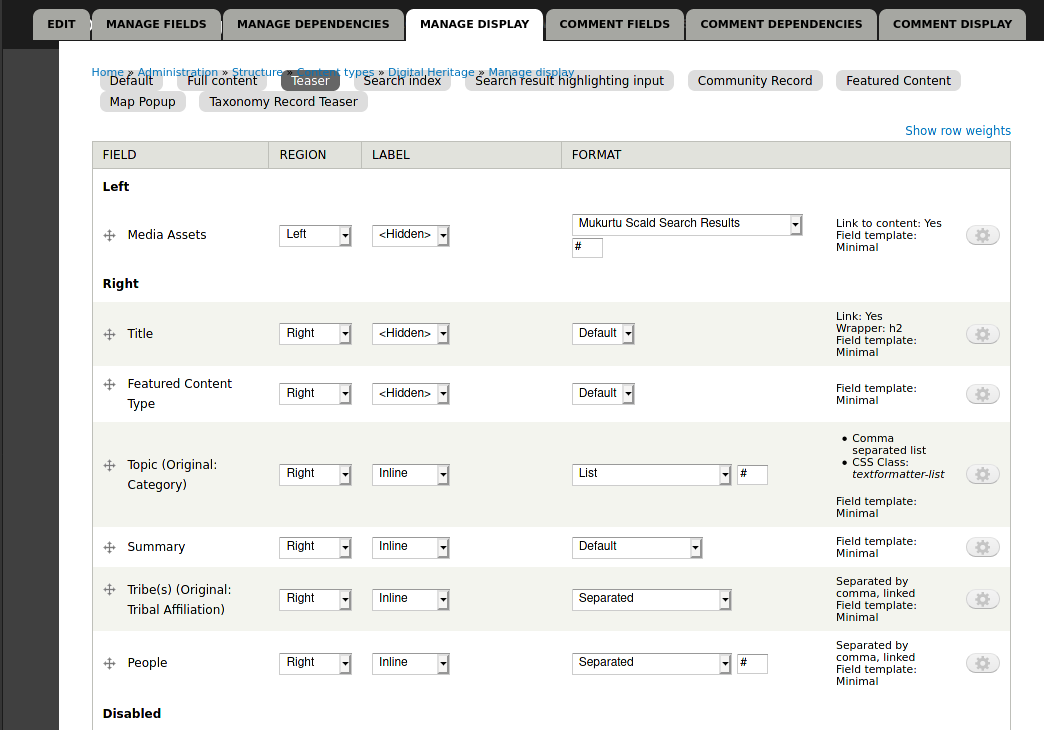 EDIT MANAGE FIELDS MANAGE DEPENDENCIES MANAGE DISPLAY COMMENT FIELDS COMMENT DEPENDENCIES COMMENT DISPLAY
Home » Administration » Structure » Content types » Digital Heritage » Manage display
Default Full content Teaser Search index Search result highlighting input Community Record Featured Content
Map Popup Taxonomy Record Teaser
Show row weights
FIELD REGION LABEL FORMAT
Left
Media Assets Left <Hidden> Mukurtu Scald Search Results
#
Link to content: Yes
Field template:
Minimal
Right
Title Right <Hidden> Default
Link: Yes
Wrapper: h2
Field template:
Minimal
Featured Content
Type
Right <Hidden> Default
Field template:
Minimal
Topic (Original:
Category)
Right Inline List #
• Comma
separated list
• CSS Class:
textformatter-list
Field template:
Minimal
Summary Right Inline Default
Field template:
Minimal
Tribe(s) (Original:
Tribal Affiliation)
Right Inline Separated
Separated by
comma, linked
Field template:
Minimal
People Right Inline Separated #
Separated by
comma, linked
Field template:
Minimal
Disabled